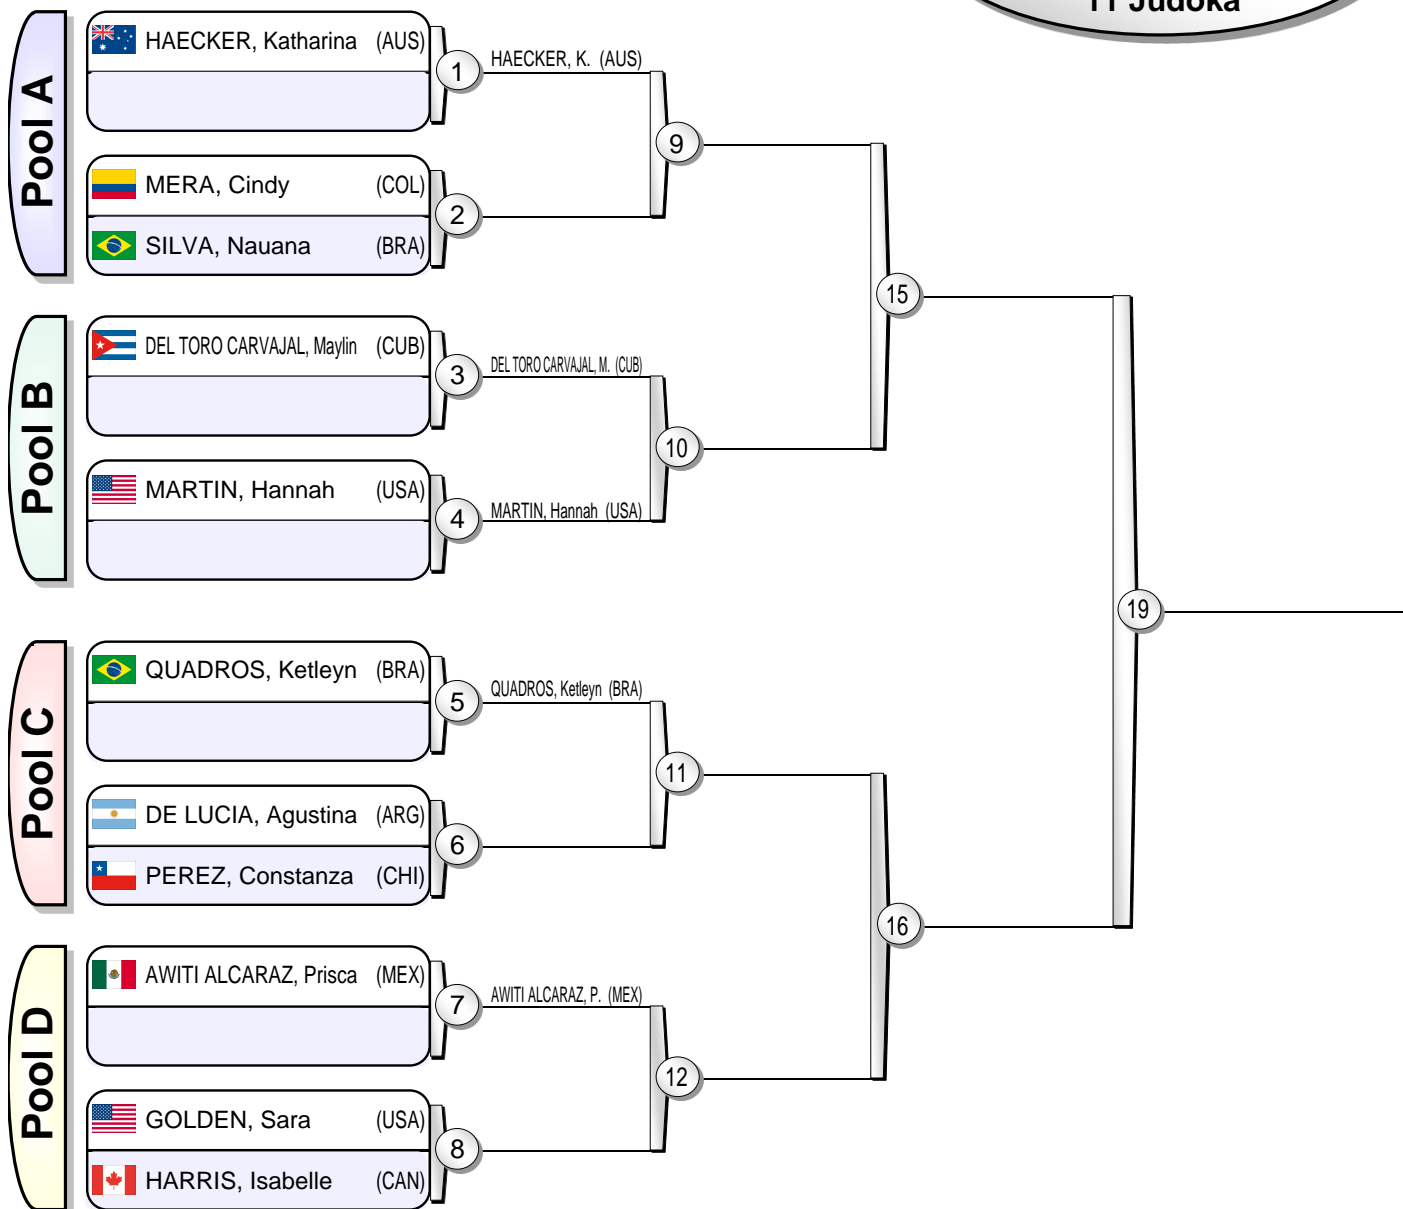 11 Judoka
Pool A
HAECKER, Katharina (AUS)
1
HAECKER, K. (AUS)
9
MERA, Cindy (COL)
2
SILVA, Nauana (BRA)
15
Pool B
DEL TORO CARVAJAL, Maylin (CUB)
3
DEL TORO CARVAJAL, M. (CUB)
10
MARTIN, Hannah (USA)
4
MARTIN, Hannah (USA)
19
Pool C
QUADROS, Ketleyn (BRA)
5
QUADROS, Ketleyn (BRA)
11
DE LUCIA, Agustina (ARG)
6
PEREZ, Constanza (CHI)
16
Pool D
AWITI ALCARAZ, Prisca (MEX)
7
AWITI ALCARAZ, P. (MEX)
12
GOLDEN, Sara (USA)
8
HARRIS, Isabelle (CAN)